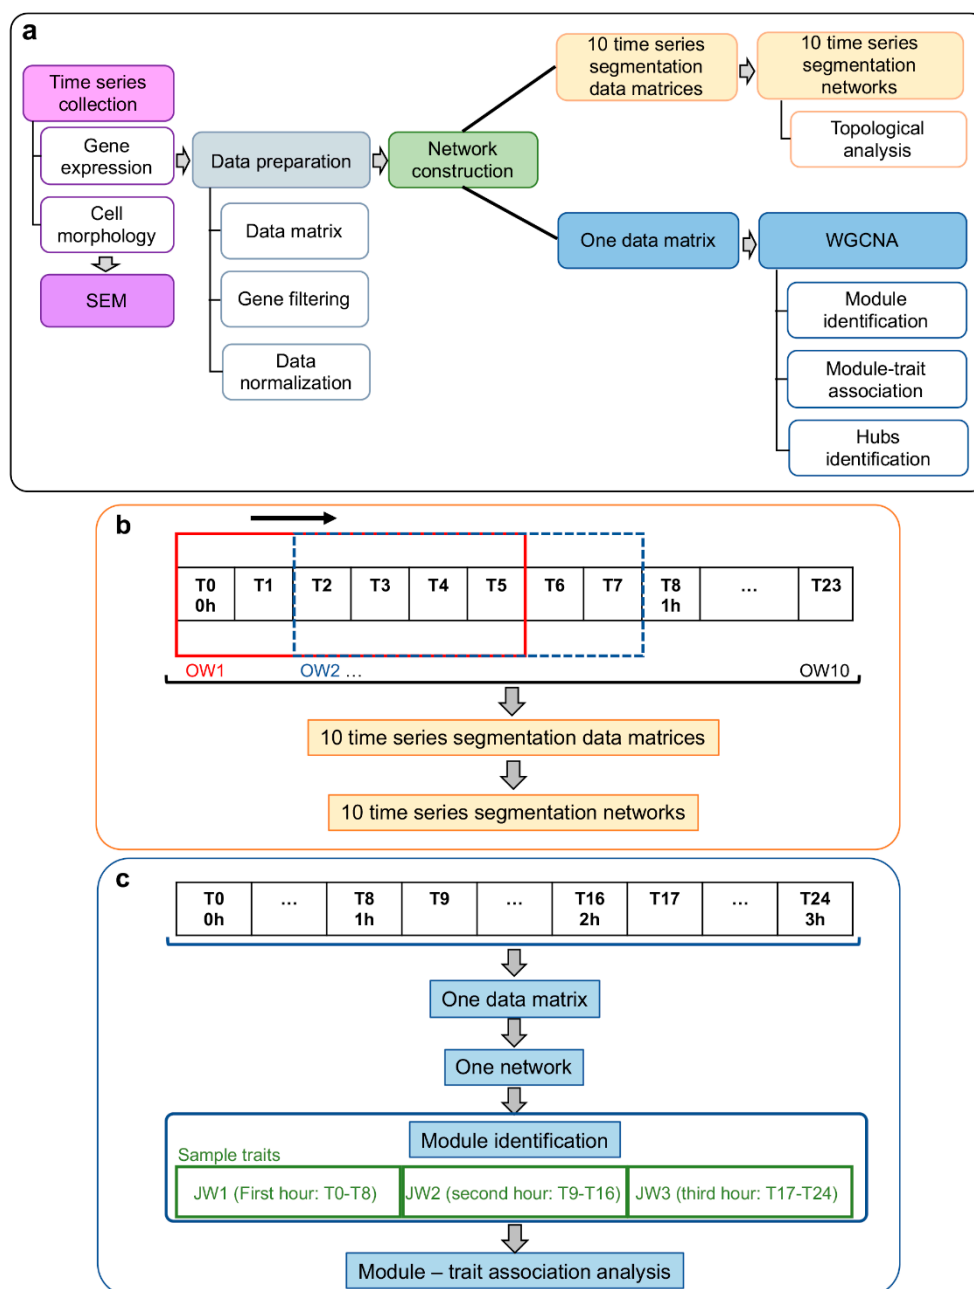 a
Time series
collection
Gene
expression
Cell
morphology
SEM
Data preparation
Data matrix
Gene filtering
Data
normalization
Network
construction
10 time series
segmentation
data matrices
10 time series
segmentation
networks
Topological
analysis
One data matrix
WGCNA
Module
identification
Module-trait
association
Hubs
identification
b
T0 T1 T2 T3 T4 T5 T6 T7 T8 … T23
0h 1h
OW1 OW2 … OW10
10 time series segmentation data matrices
10 time series segmentation networks
c
T0 … T8 T9 … T16 T17 … T24
0h 1h 2h 3h
One data matrix
One network
Module identification
Sample traits
JW1 (First hour: T0-T8) JW2 (second hour: T9-T16) JW3 (third hour: T17-T24)
Module – trait association analysis